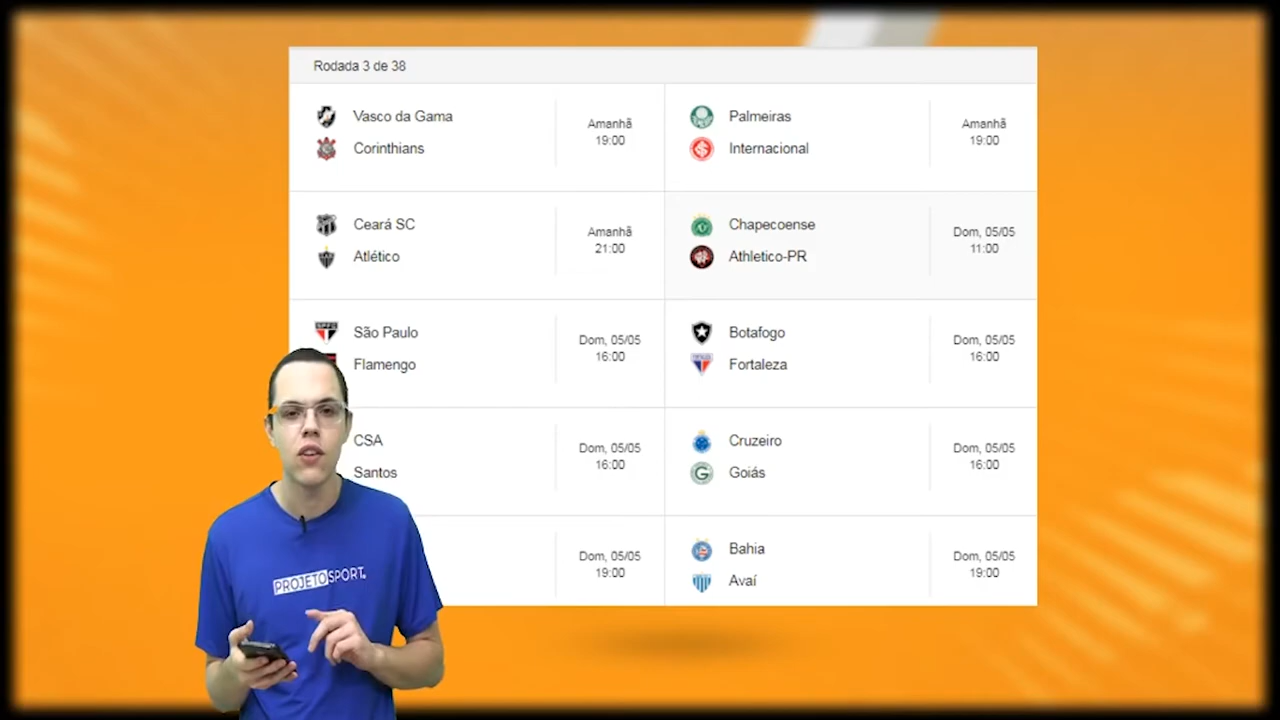 Rodada 3 de 38
Vasco da Gama
Corinthians
Amanhã
19:00
Palmeiras
Internacional
Amanhã
19:00
Ceará SC
Atlético
Amanhã
21:00
Chapecoense
Athletico-PR
Dom, 05/05
11:00
São Paulo
Flamengo
Dom, 05/05
16:00
Botafogo
Fortaleza
Dom, 05/05
16:00
CSA
Santos
Dom, 05/05
16:00
Cruzeiro
Goiás
Dom, 05/05
16:00
Dom, 05/05
19:00
Bahia
Avaí
Dom, 05/05
19:00
PROJETOSPORT.